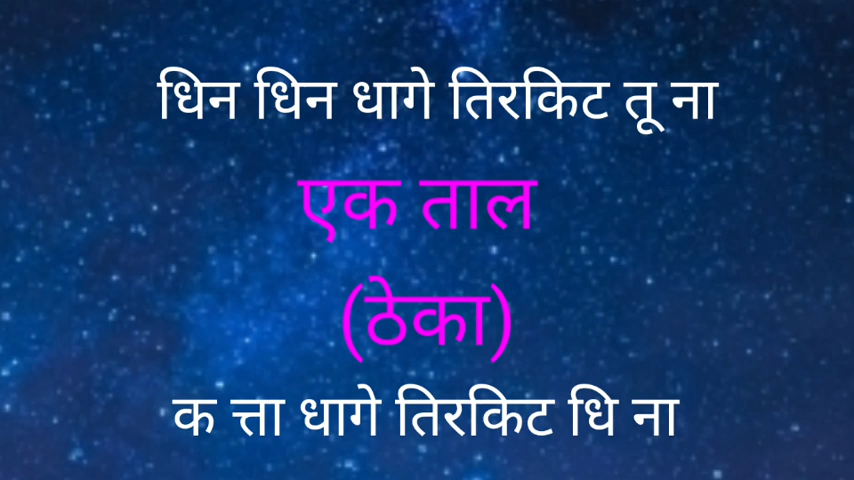 धिन धिन धागे तिरकिट तू ना
एक ताल
(ठेका)
क त्ता धागे तिरकिट धि ना